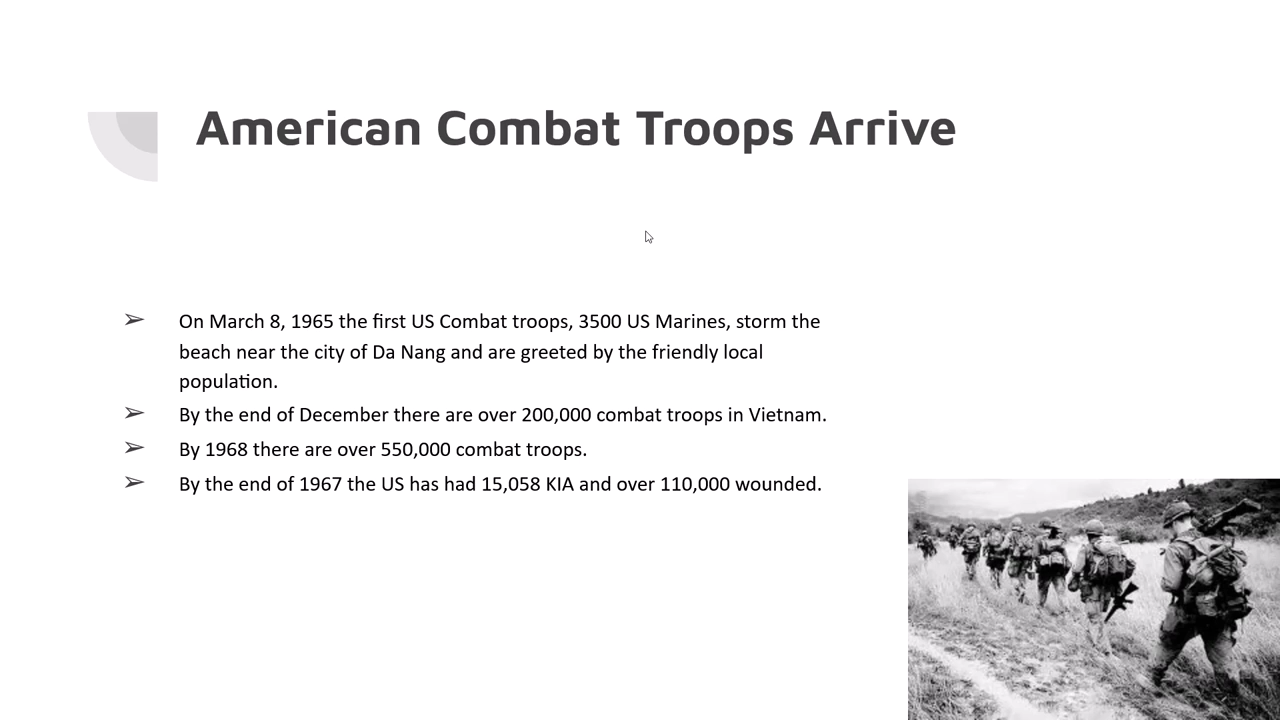 American Combat Troops Arrive
➢ On March 8, 1965 the first US Combat troops, 3500 US Marines, storm the
beach near the city of Da Nang and are greeted by the friendly local
population.
➢ By the end of December there are over 200,000 combat troops in Vietnam.
➢ By 1968 there are over 550,000 combat troops.
➢ By the end of 1967 the US has had 15,058 KIA and over 110,000 wounded.